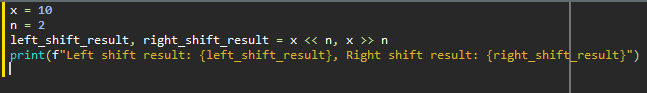 x = 10
n = 2
left_shift_result, right_shift_result = x << n, x >> n
print(f"Left shift result: {left_shift_result}, Right shift result: {right_shift_result}")